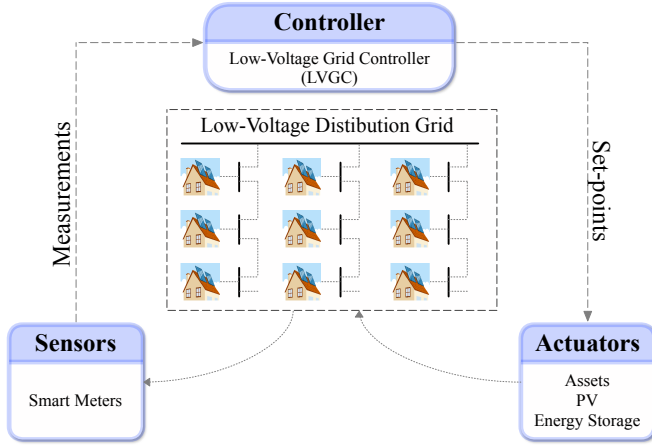 Controller
Low-Voltage Grid Controller
(LVGC)
Measurements
Set-points
Low-Voltage Distibution Grid
Sensors
Smart Meters
Actuators
Assets
PV
Energy Storage